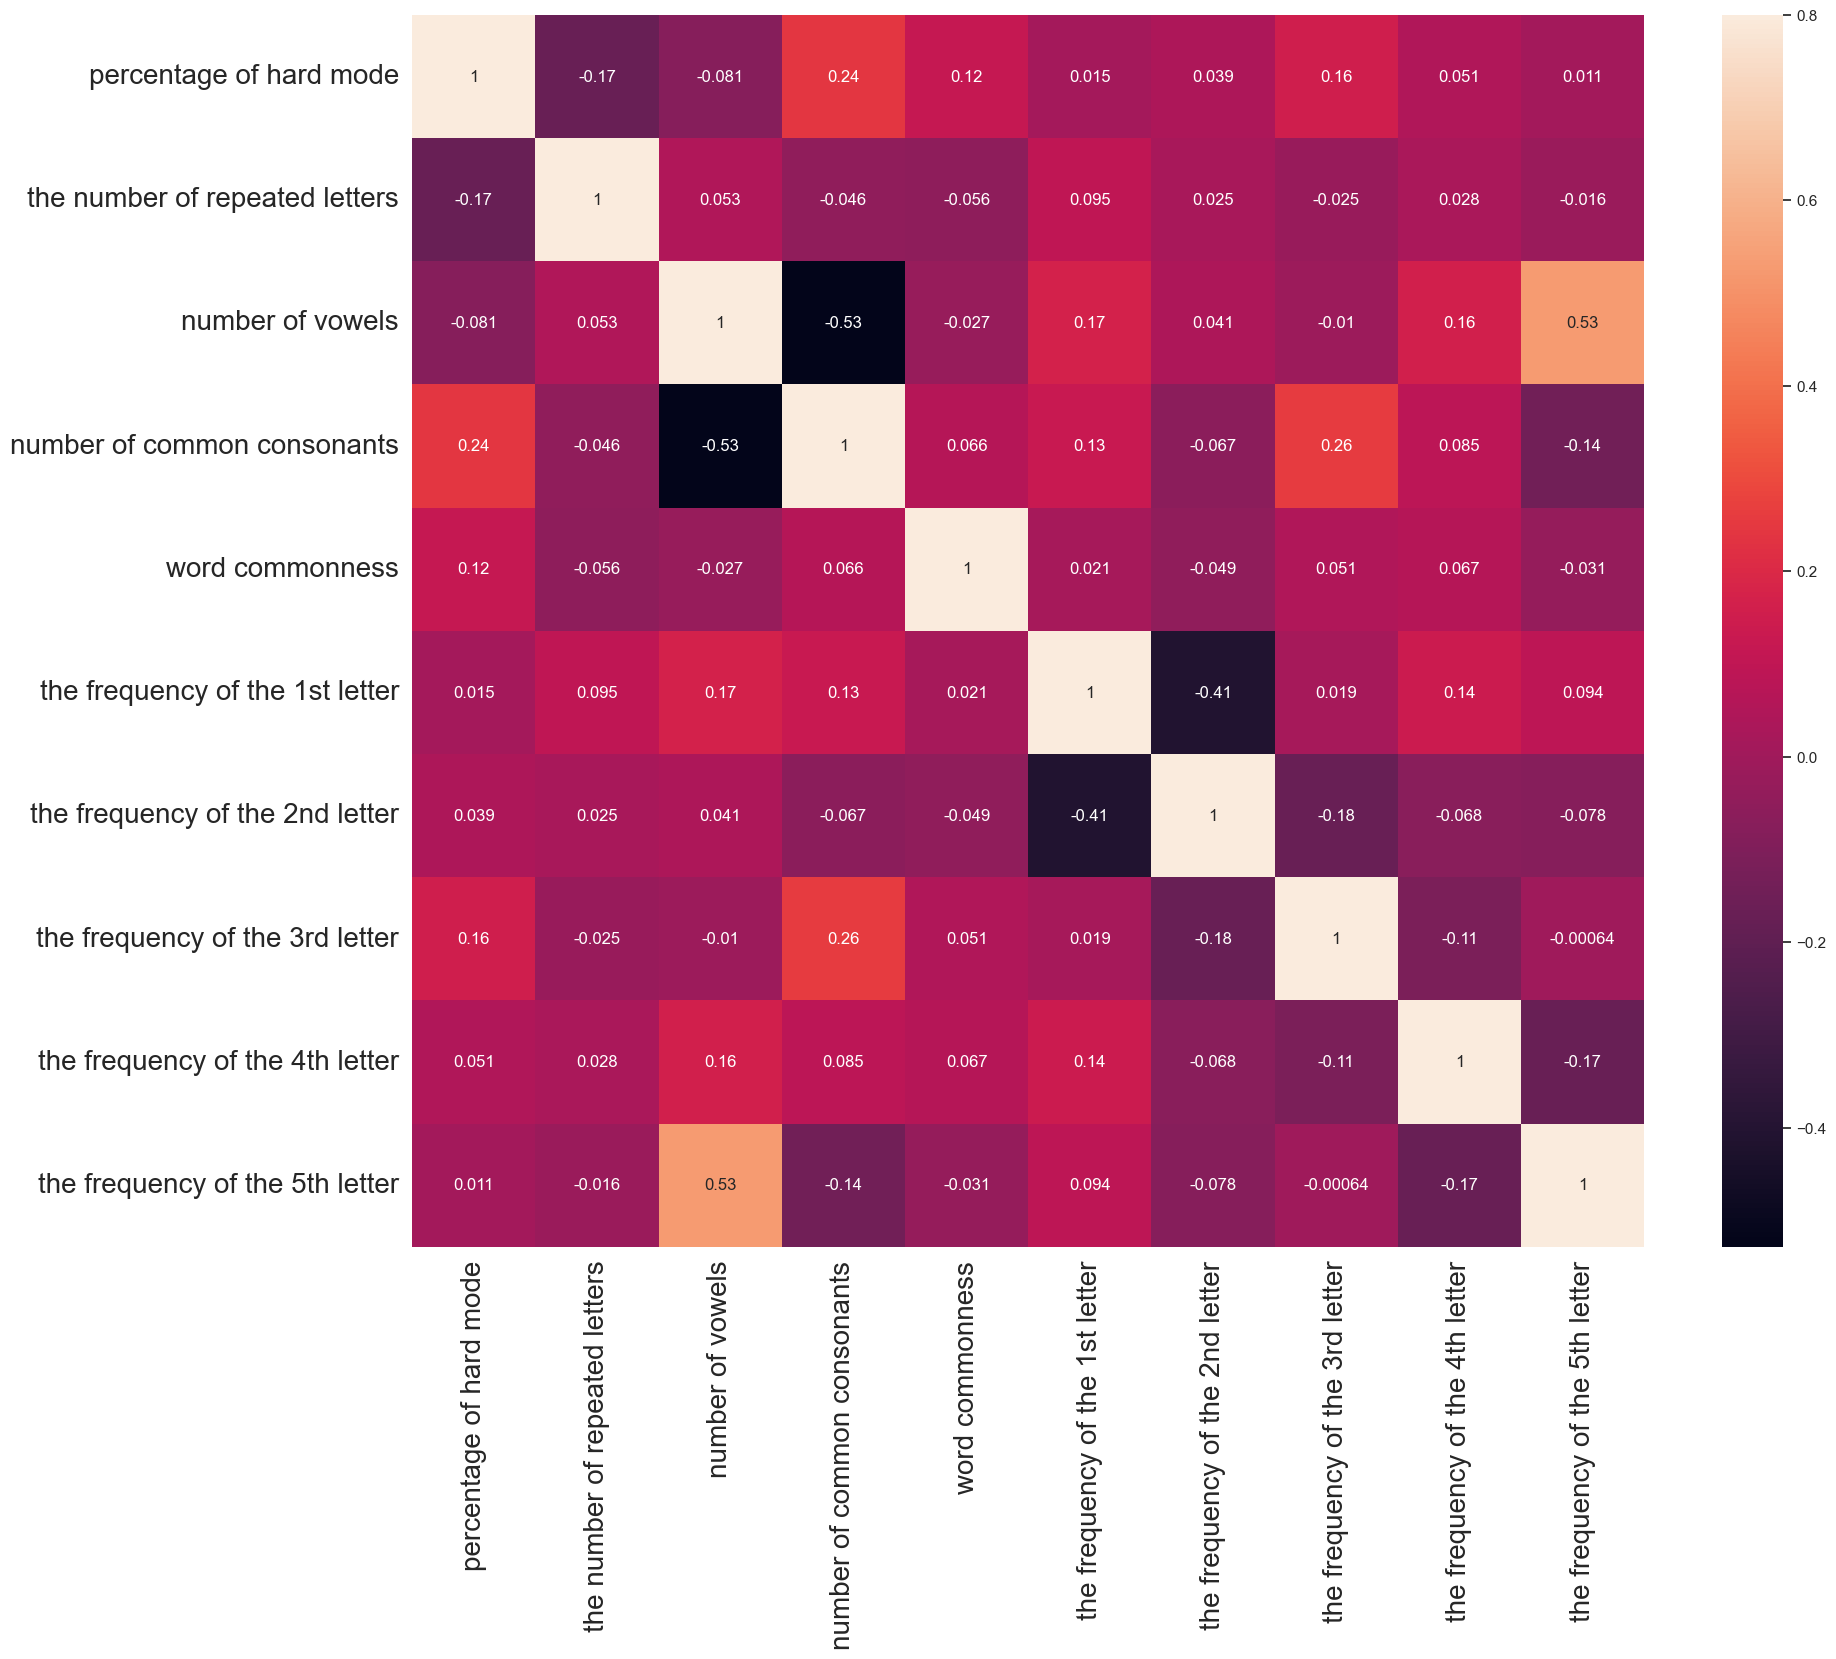 percentage of hard mode 1 -0.17 -0.081 0.24 0.12 0.015 0.039 0.16 0.051 0.011
the number of repeated letters -0.17 1 0.053 -0.046 -0.056 0.095 0.025 -0.025 0.028 -0.016
number of vowels -0.081 0.053 1 -0.53 -0.027 0.17 0.041 -0.01 0.16 0.53
number of common consonants 0.24 -0.046 -0.53 1 0.066 0.13 -0.067 0.26 0.085 -0.14
word commonness 0.12 -0.056 -0.027 0.066 1 0.021 -0.049 0.051 0.067 -0.031
the frequency of the 1st letter 0.015 0.095 0.17 0.13 0.021 1 -0.41 0.019 0.14 0.094
the frequency of the 2nd letter 0.039 0.025 0.041 -0.067 -0.049 -0.41 1 -0.18 -0.068 -0.078
the frequency of the 3rd letter 0.16 -0.025 -0.01 0.26 0.051 0.019 -0.18 1 -0.11 -0.00064
the frequency of the 4th letter 0.051 0.028 0.16 0.085 0.067 0.14 -0.068 -0.11 1 -0.17
the frequency of the 5th letter 0.011 -0.016 0.53 -0.14 -0.031 0.094 -0.078 -0.00064 -0.17 1
percentage of hard mode
the number of repeated letters
number of vowels
number of common consonants
word commonness
the frequency of the 1st letter
the frequency of the 2nd letter
the frequency of the 3rd letter
the frequency of the 4th letter
the frequency of the 5th letter
0.8
0.6
0.4
0.2
0.0
−0.2
−0.4